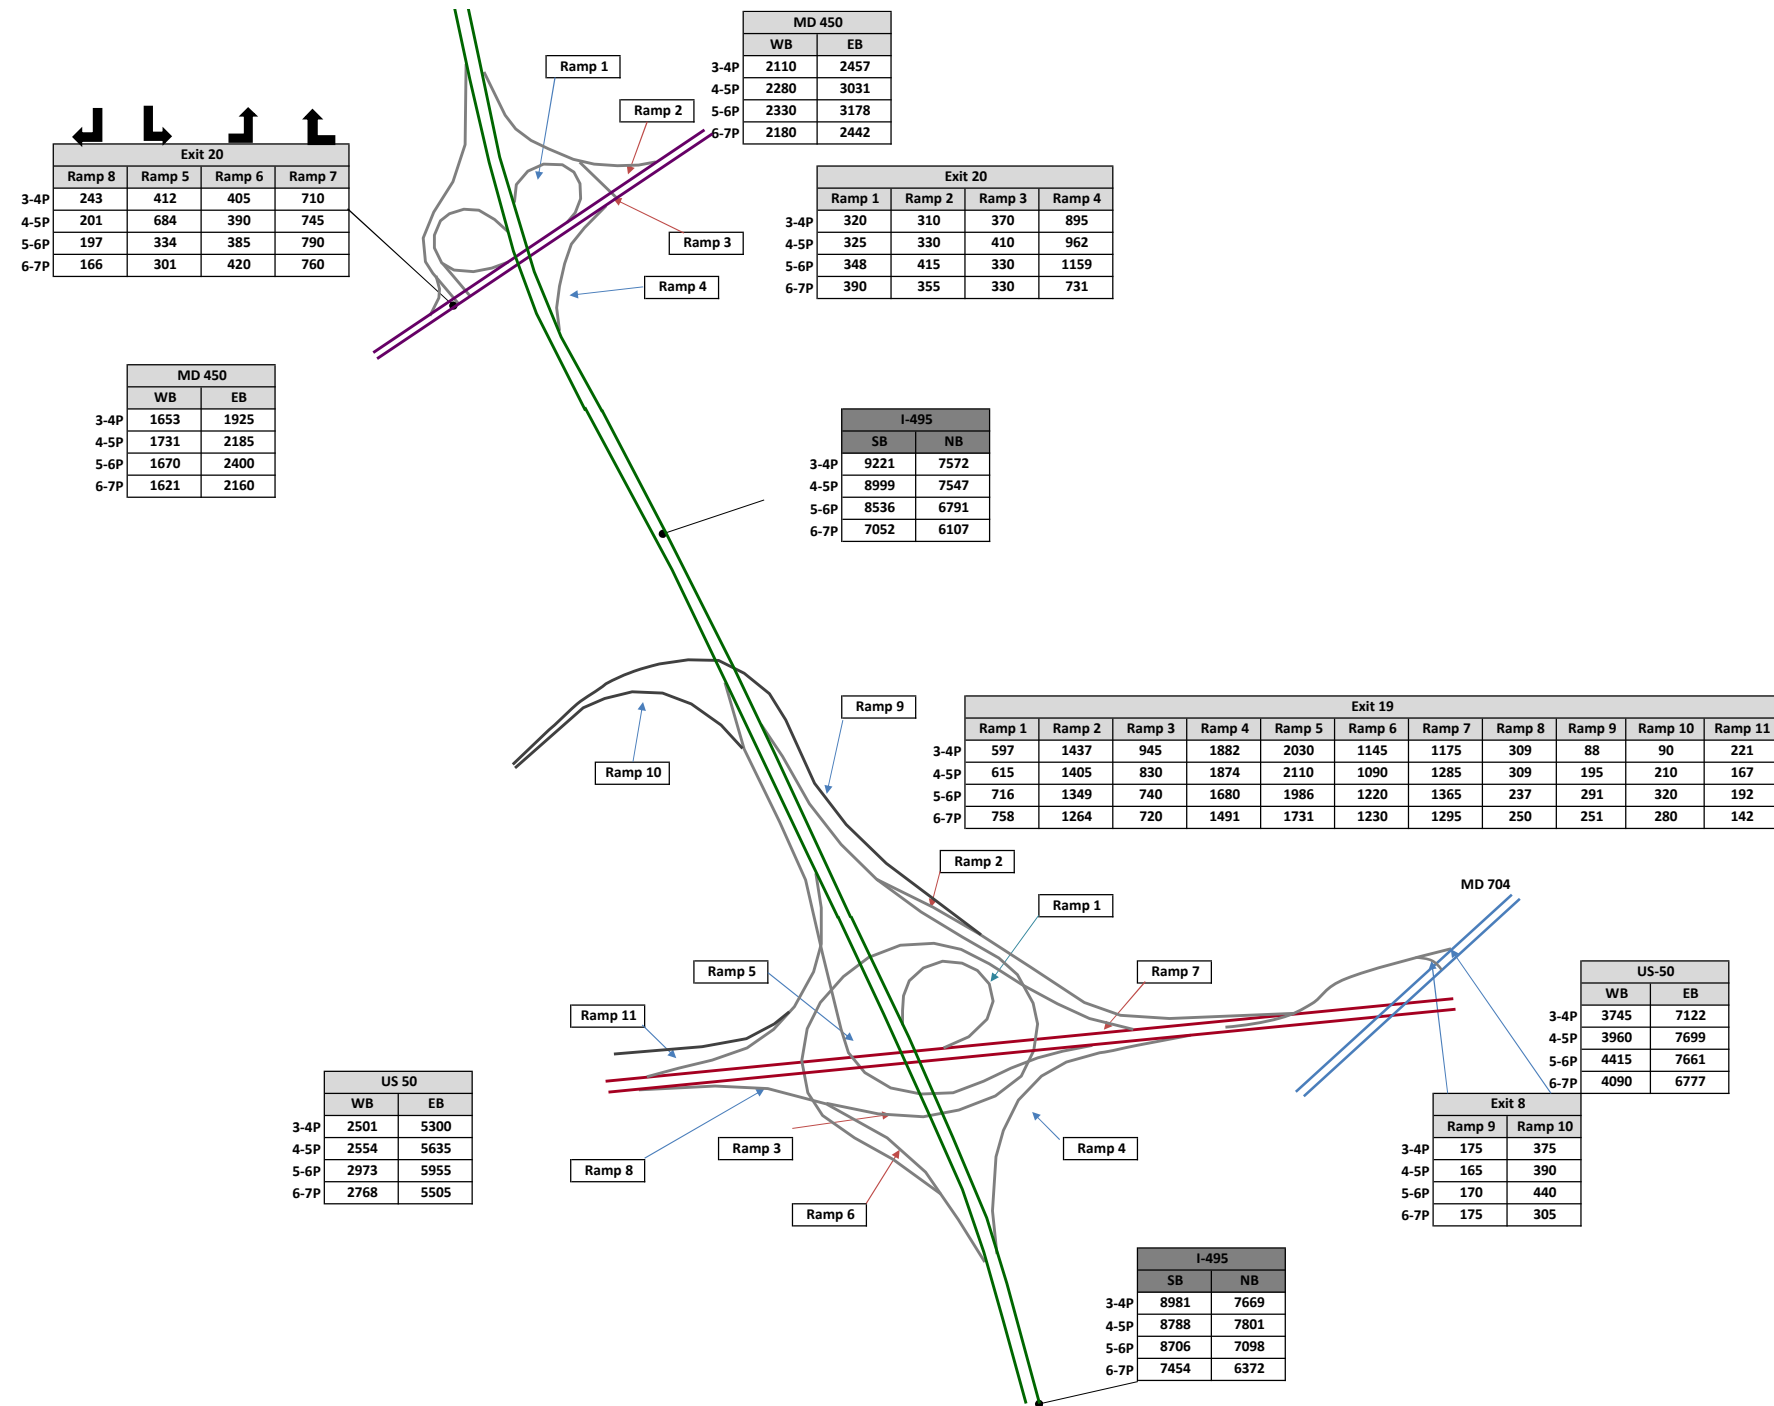 MD 450
WB EB
3-4P 2110 2457
4-5P 2280 3031
5-6P 2330 3178
6-7P 2180 2442
Ramp 1
Ramp 2
Exit 20
Ramp 8 Ramp 5 Ramp 6 Ramp 7
3-4P 243 412 405 710
4-5P 201 684 390 745
5-6P 197 334 385 790
6-7P 166 301 420 760
Exit 20
Ramp 1 Ramp 2 Ramp 3 Ramp 4
3-4P 320 310 370 895
4-5P 325 330 410 962
5-6P 348 415 330 1159
6-7P 390 355 330 731
Ramp 3
Ramp 4
MD 450
WB EB
3-4P 1653 1925
4-5P 1731 2185
5-6P 1670 2400
6-7P 1621 2160
I-495
SB NB
3-4P 9221 7572
4-5P 8999 7547
5-6P 8536 6791
6-7P 7052 6107
Ramp 9
Ramp 10
Exit 19
Ramp 1 Ramp 2 Ramp 3 Ramp 4 Ramp 5 Ramp 6 Ramp 7 Ramp 8 Ramp 9 Ramp 10 Ramp 11
3-4P 597 1437 945 1882 2030 1145 1175 309 88 90 221
4-5P 615 1405 830 1874 2110 1090 1285 309 195 210 167
5-6P 716 1349 740 1680 1986 1220 1365 237 291 320 192
6-7P 758 1264 720 1491 1731 1230 1295 250 251 280 142
Ramp 2
Ramp 1
MD 704
Ramp 5
Ramp 7
Ramp 11
US-50
WB EB
3-4P 3745 7122
4-5P 3960 7699
5-6P 4415 7661
6-7P 4090 6777
US 50
WB EB
3-4P 2501 5300
4-5P 2554 5635
5-6P 2973 5955
6-7P 2768 5505
Exit 8
Ramp 9 Ramp 10
3-4P 175 375
4-5P 165 390
5-6P 170 440
6-7P 175 305
Ramp 3
Ramp 4
Ramp 8
Ramp 6
I-495
SB NB
3-4P 8981 7669
4-5P 8788 7801
5-6P 8706 7098
6-7P 7454 6372